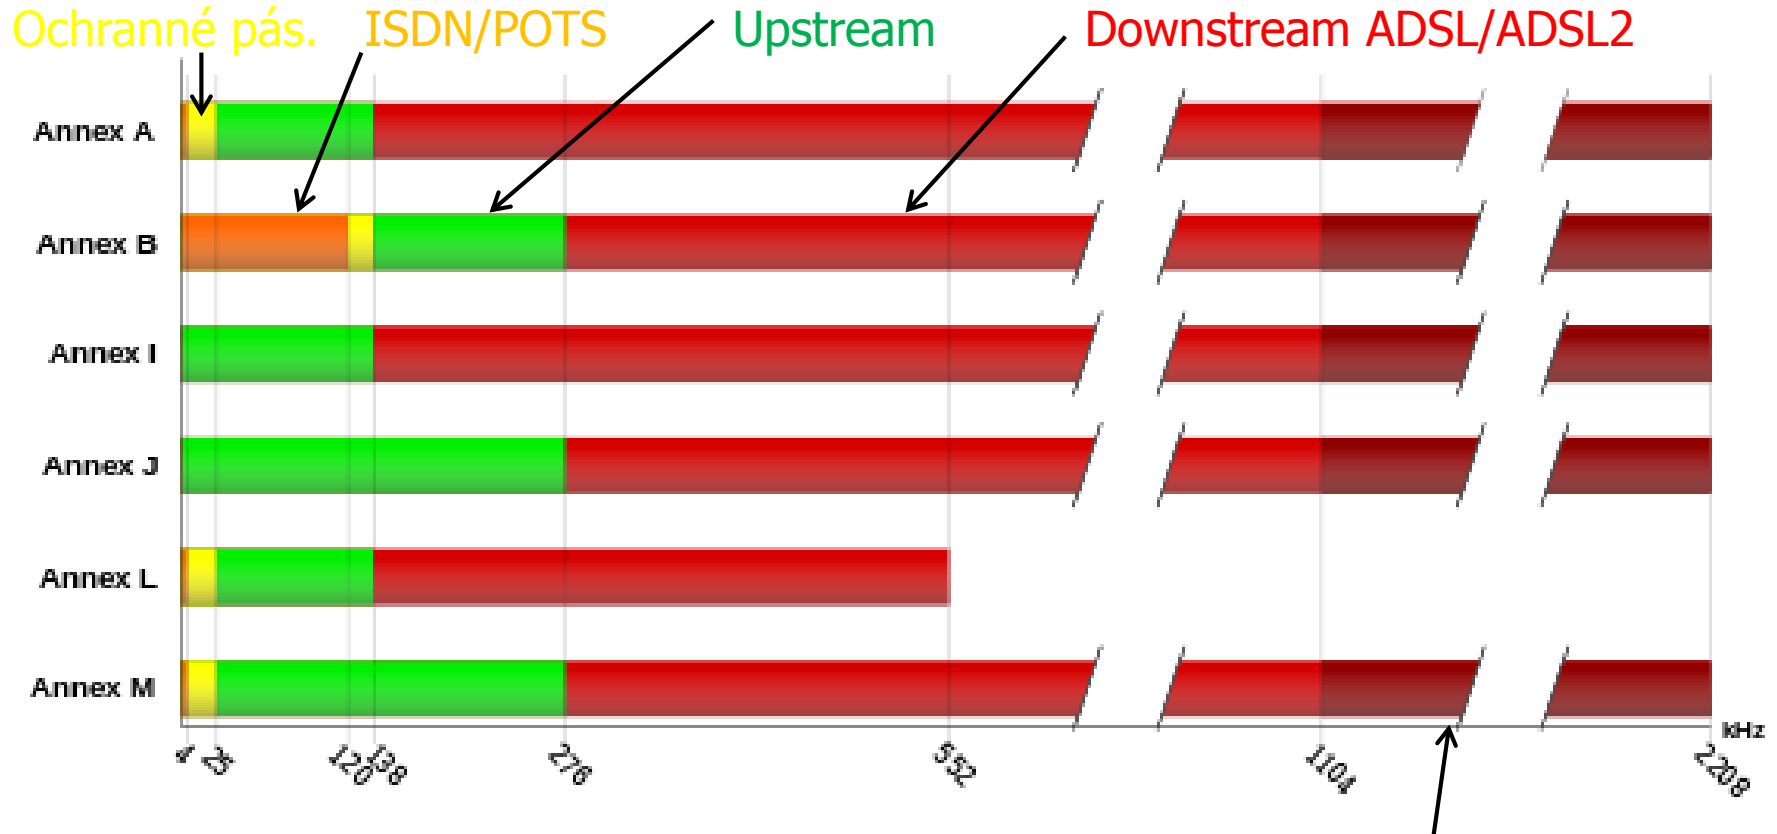 Ochranné pás. ISDN/POTS Upstream Downstream ADSL/ADSL2
Annex A
Annex B
Annex I
Annex J
Annex L
Annex M
kHz
4 25 120 138 276 552 1104 2208